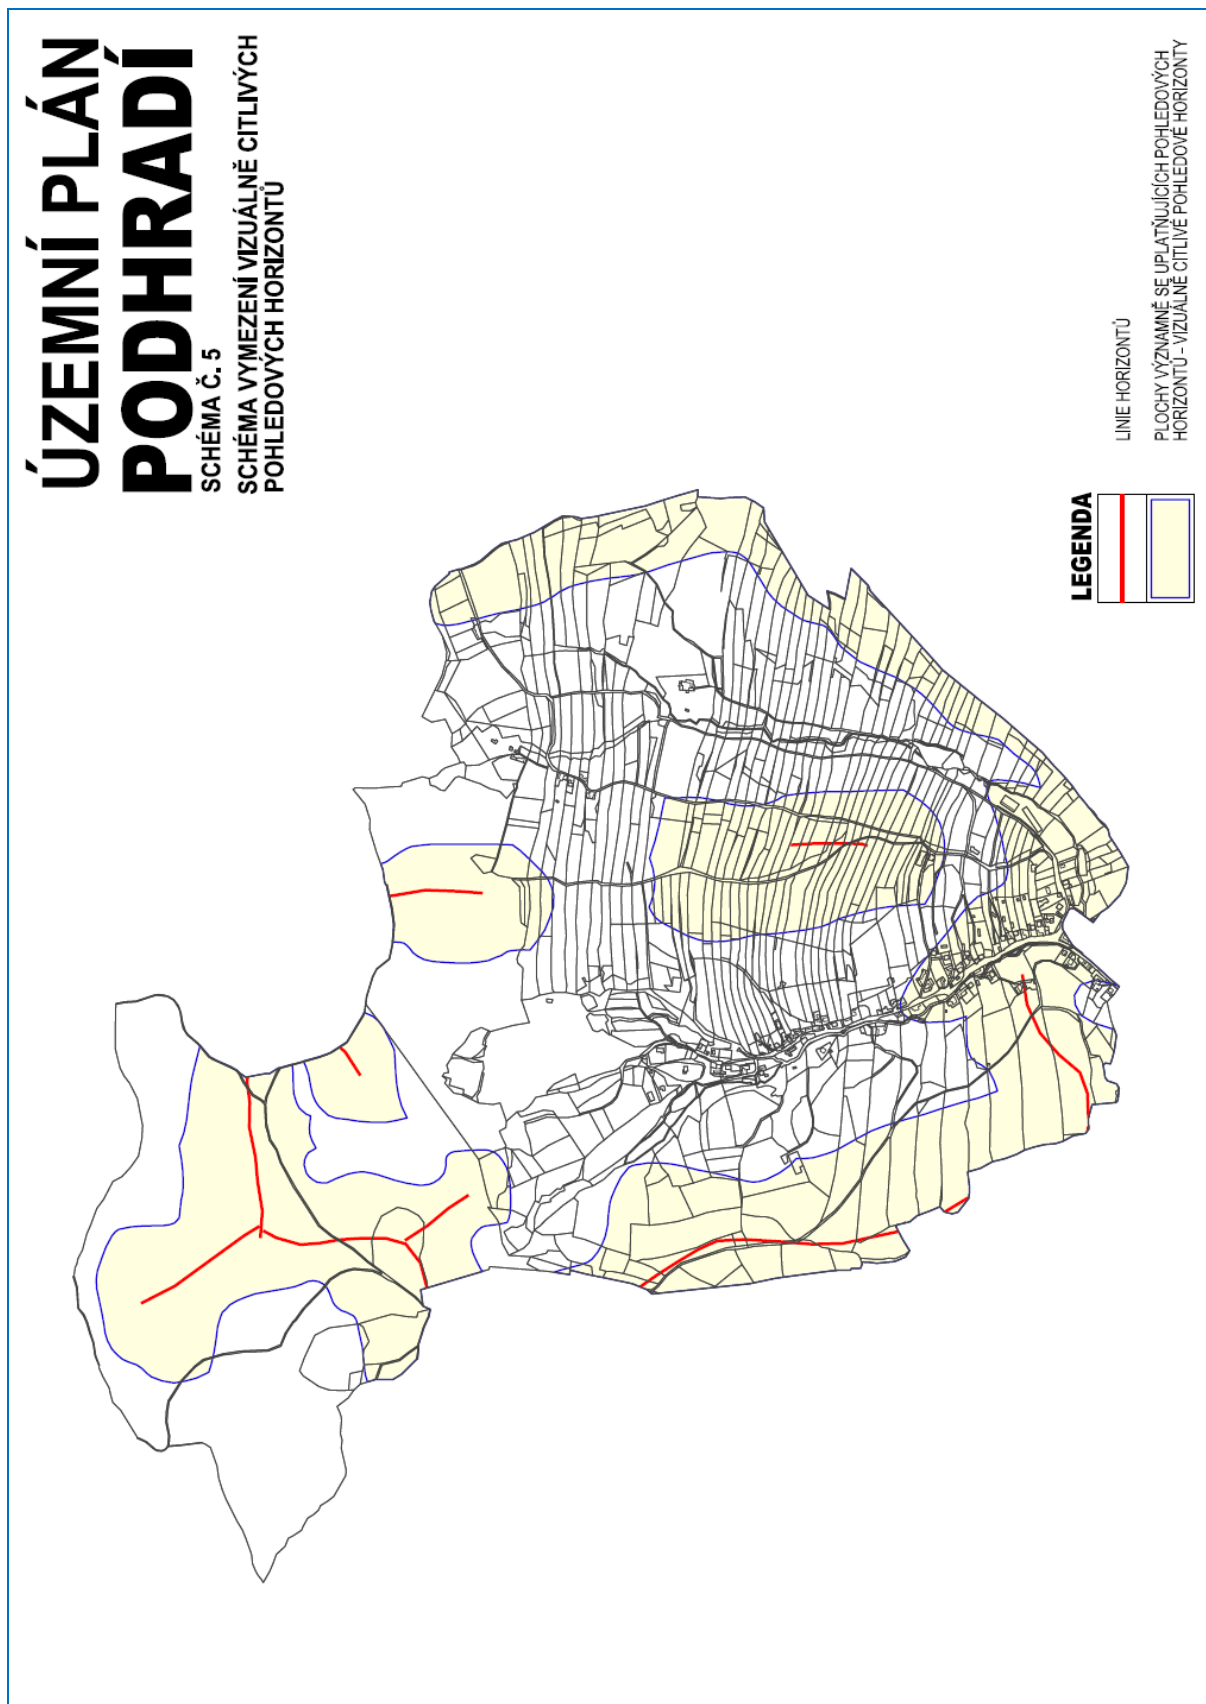 ÚZEMNÍ PLÁN
PODHRADÍ
SCHÉMA Č. 5
SCHÉMA VYMEZENÍ VIZUÁLNĚ CITLIVÝCH
POHLEDOVÝCH HORIZONTŮ
LEGENDA
LINIE HORIZONTŮ
PLOCHY VÝZNAMNĚ SE UPLATŇUJÍCÍCH POHLEDOVÝCH
HORIZONTŮ - VIZUÁLNĚ CITLIVÉ POHLEDOVÉ HORIZONTY